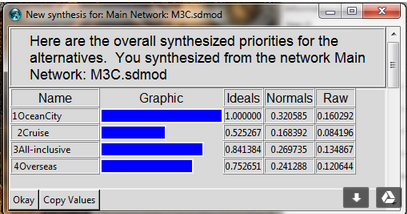 New synthesis for: Main Network: M3C.sdmod
Here are the overall synthesized priorities for the
alternatives. You synthesized from the network Main
Network: M3C.sdmod
Name Graphic Ideals Normals Raw
1OceanCity 1.000000 0.320585 0.160292
2Cruise 0.525267 0.168392 0.084196
3All-inclusive 0.841384 0.269735 0.134867
4Overseas 0.752651 0.241288 0.120644
Okay Copy Values